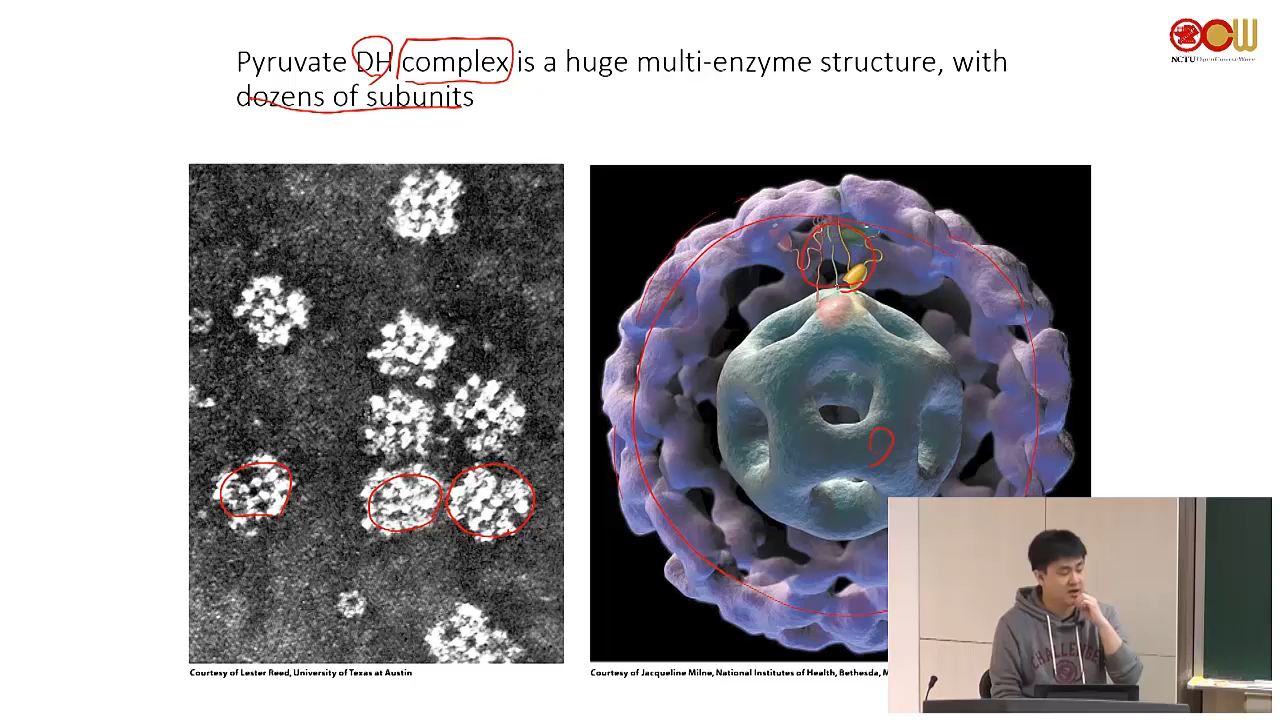 Pyruvate DH complex is a huge multi-enzyme structure, with
dozens of subunits
NCTU OpenCourseWare
Courtesy of Lester Reed, University of Texas at Austin
Courtesy of Jacqueline Milne, National Institutes of Health, Bethesda, M
CHALLENGE